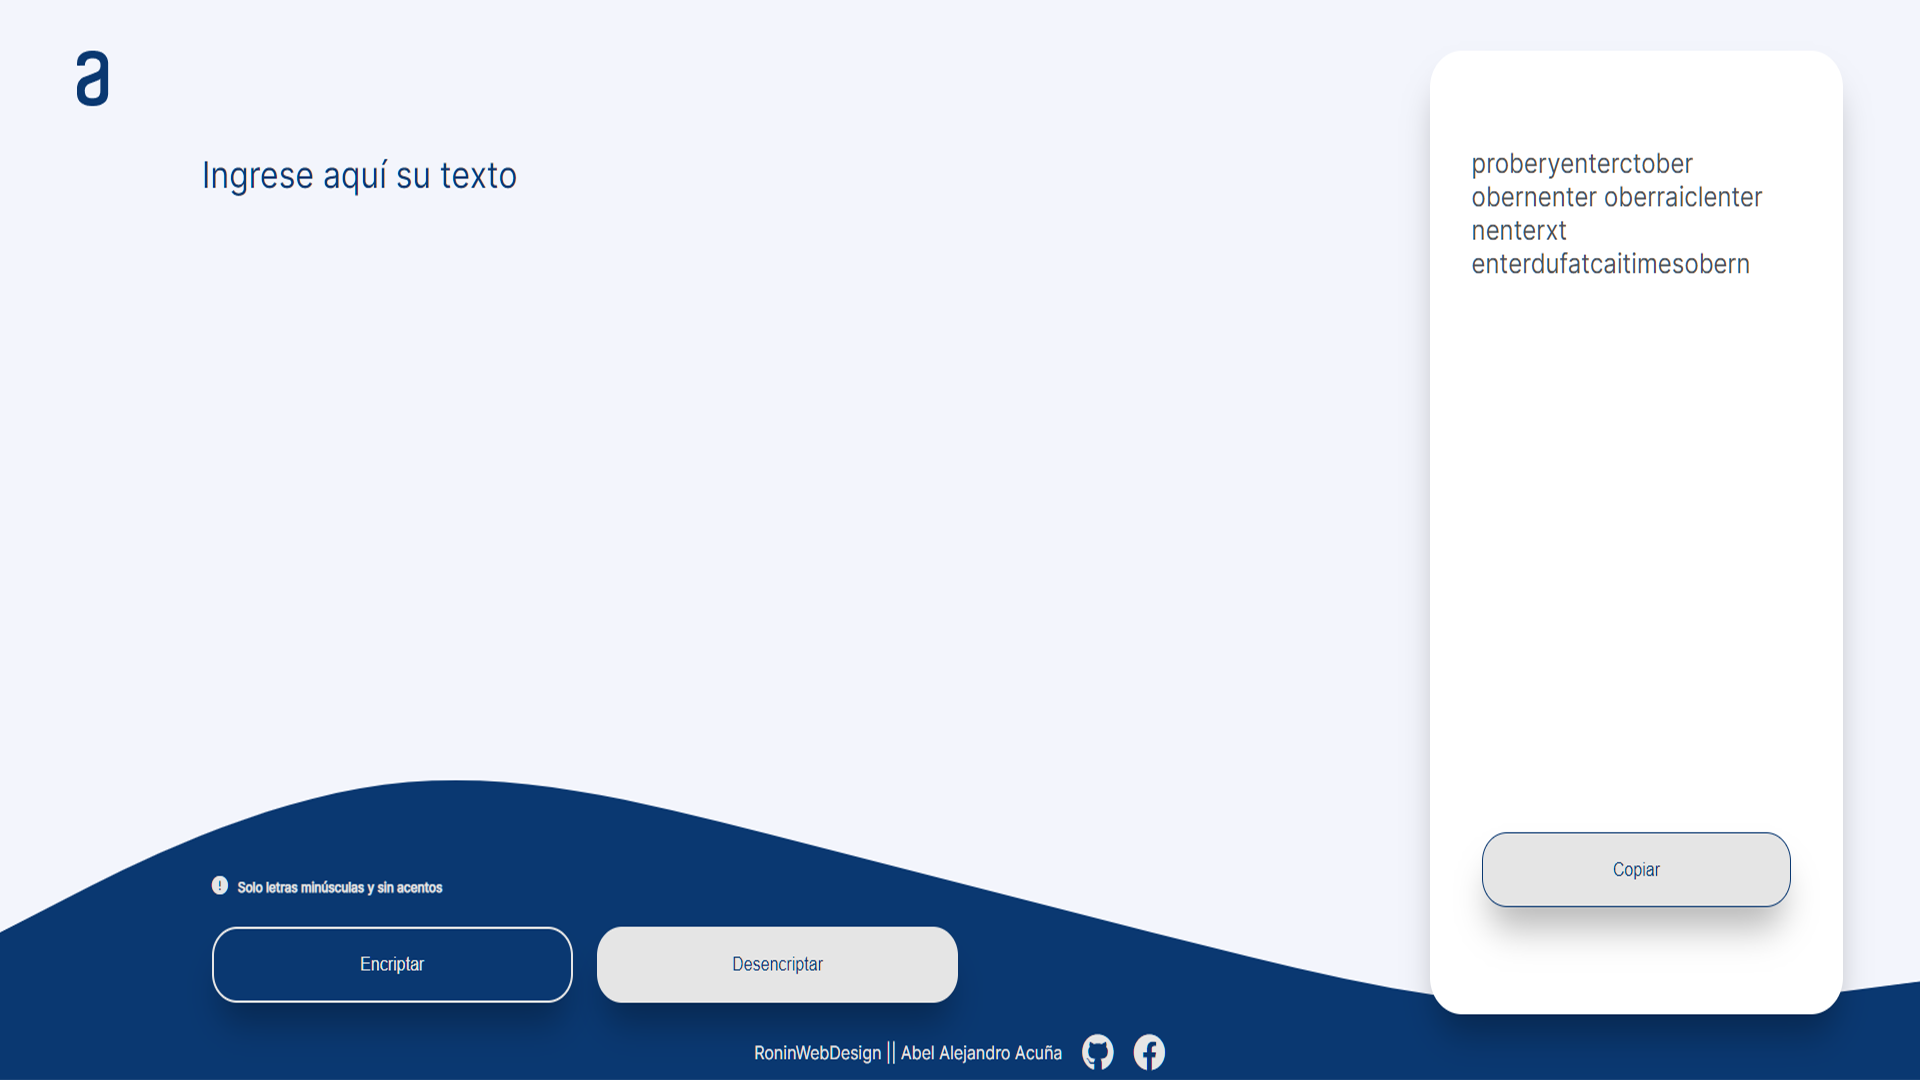 a
Ingrese aquí su texto
proberyenterctober
obernenter oberraiclenter
nenterxt
enterdufatcaitimesobern
Copiar
Solo letras minúsculas y sin acentos
Encriptar
Desencriptar
RoninWebDesign || Abel Alejandro Acuña